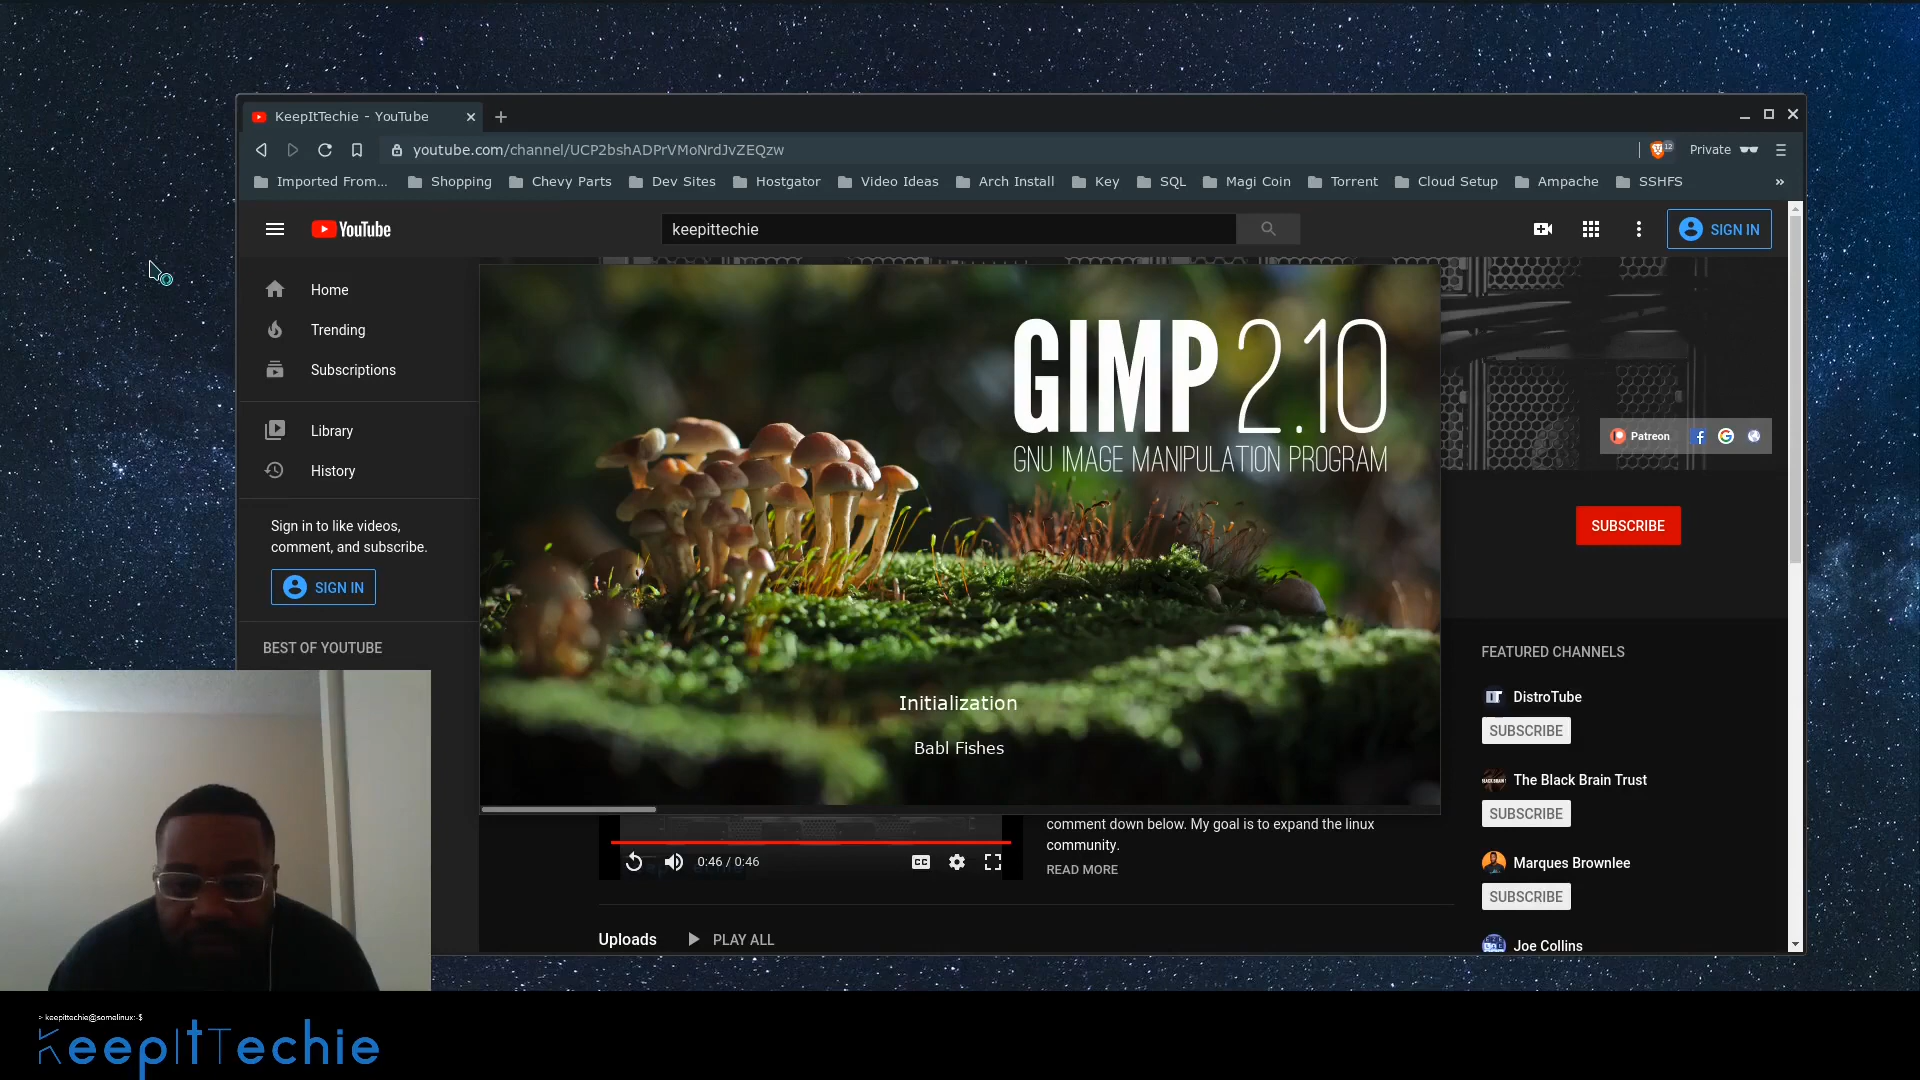 KeepItTechie - YouTube
youtube.com/channel/UCP2bshADPrVMoNrdJvZEQzw
12
Private
Imported From...
Shopping
Chevy Parts
Dev Sites
Hostgator
Video Ideas
Arch Install
Key
SQL
Magi Coin
Torrent
Cloud Setup
Ampache
SSHFS
»
YouTube
keepittechie
SIGN IN
Home
Trending
Subscriptions
Library
History
Sign in to like videos,
comment, and subscribe.
SIGN IN
BEST OF YOUTUBE
GIMP 2.10
GNU IMAGE MANIPULATION PROGRAM
Initialization
Babl Fishes
Patreon
SUBSCRIBE
comment down below. My goal is to expand the linux
community.
READ MORE
0:46 / 0:46
CC
Uploads
PLAY ALL
FEATURED CHANNELS
DistroTube
SUBSCRIBE
The Black Brain Trust
SUBSCRIBE
Marques Brownlee
SUBSCRIBE
Joe Collins
> keepittechie@somelinux:-$
KeepItTechie